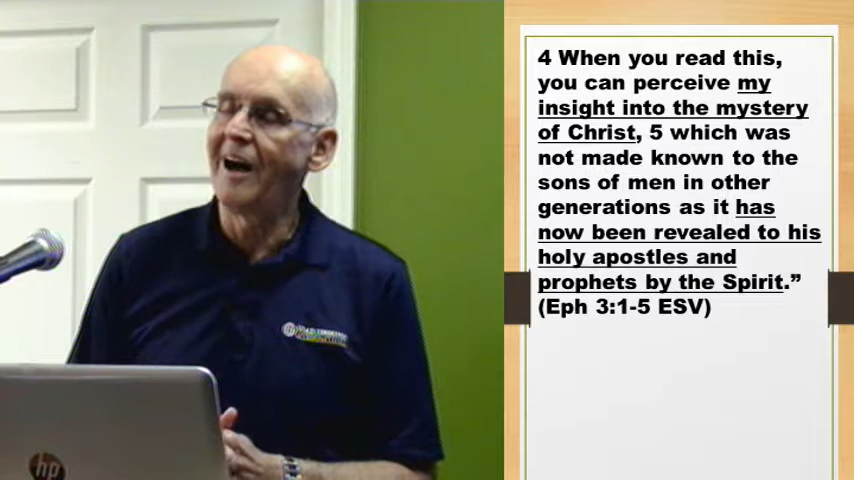 4 When you read this,
you can perceive my
insight into the mystery
of Christ, 5 which was
not made known to the
sons of men in other
generations as it has
now been revealed to his
holy apostles and
prophets by the Spirit.”
(Eph 3:1-5 ESV)
hp